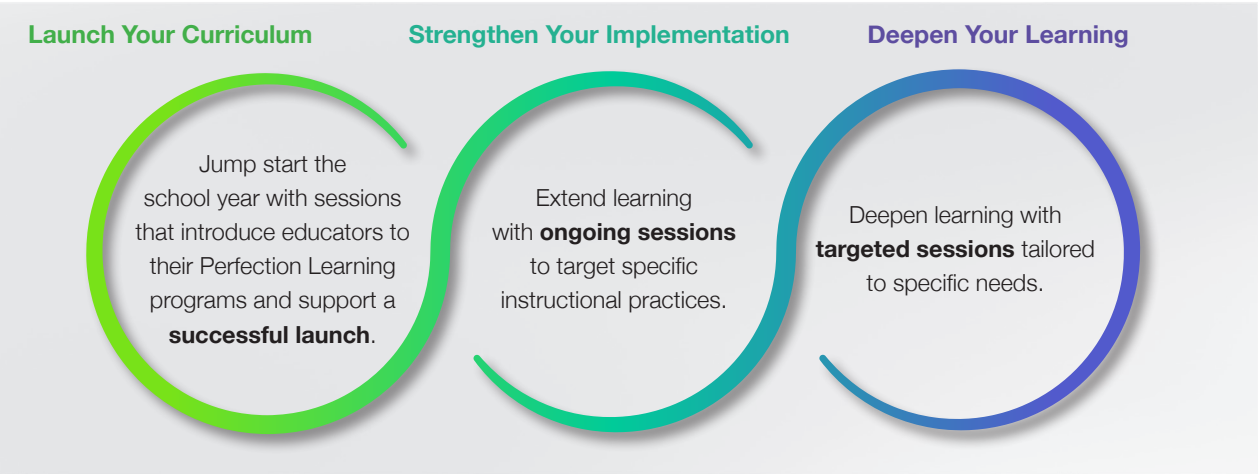 Launch Your Curriculum
Jump start the
school year with sessions
that introduce educators to
their Perfection Learning
programs and support a
successful launch.
Strengthen Your Implementation
Extend learning
with ongoing sessions
to target specific
instructional practices.
Deepen Your Learning
Deepen learning with
targeted sessions tailored
to specific needs.